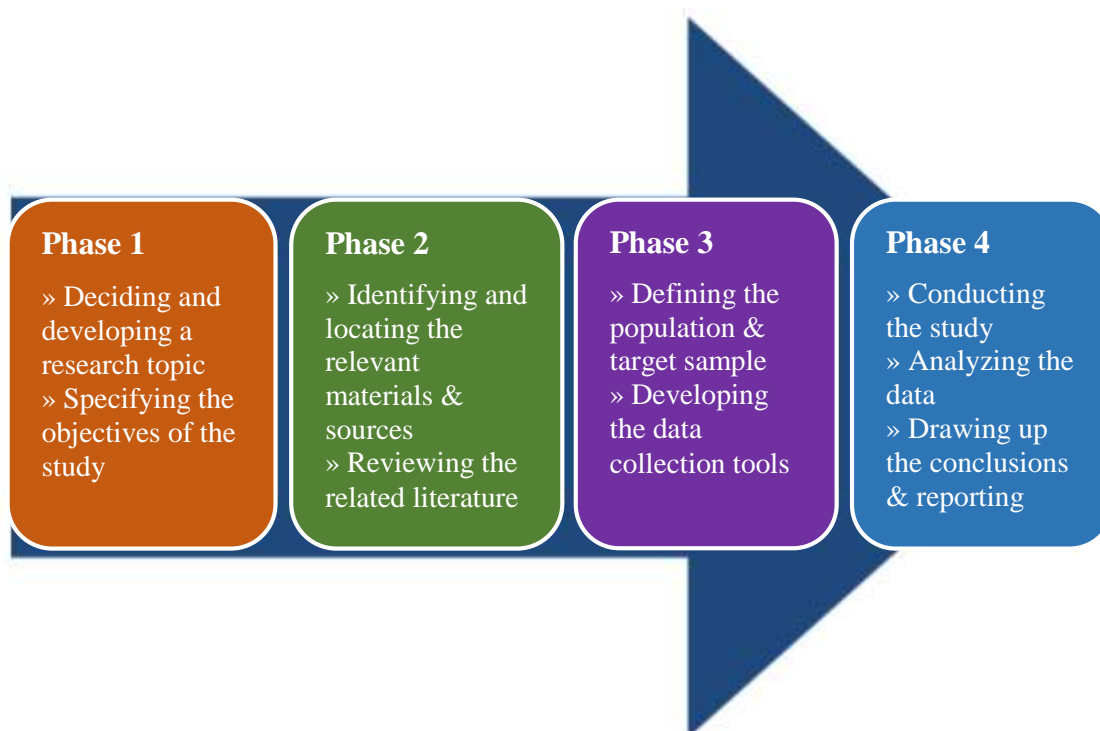 Phase 1
» Deciding and
developing a
research topic
» Specifying the
objectives of the
study
Phase 2
» Identifying and
locating the
relevant
materials &
sources
» Reviewing the
related literature
Phase 3
» Defining the
population &
target sample
» Developing
the data
collection tools
Phase 4
» Conducting
the study
» Analyzing the
data
» Drawing up
the conclusions
& reporting